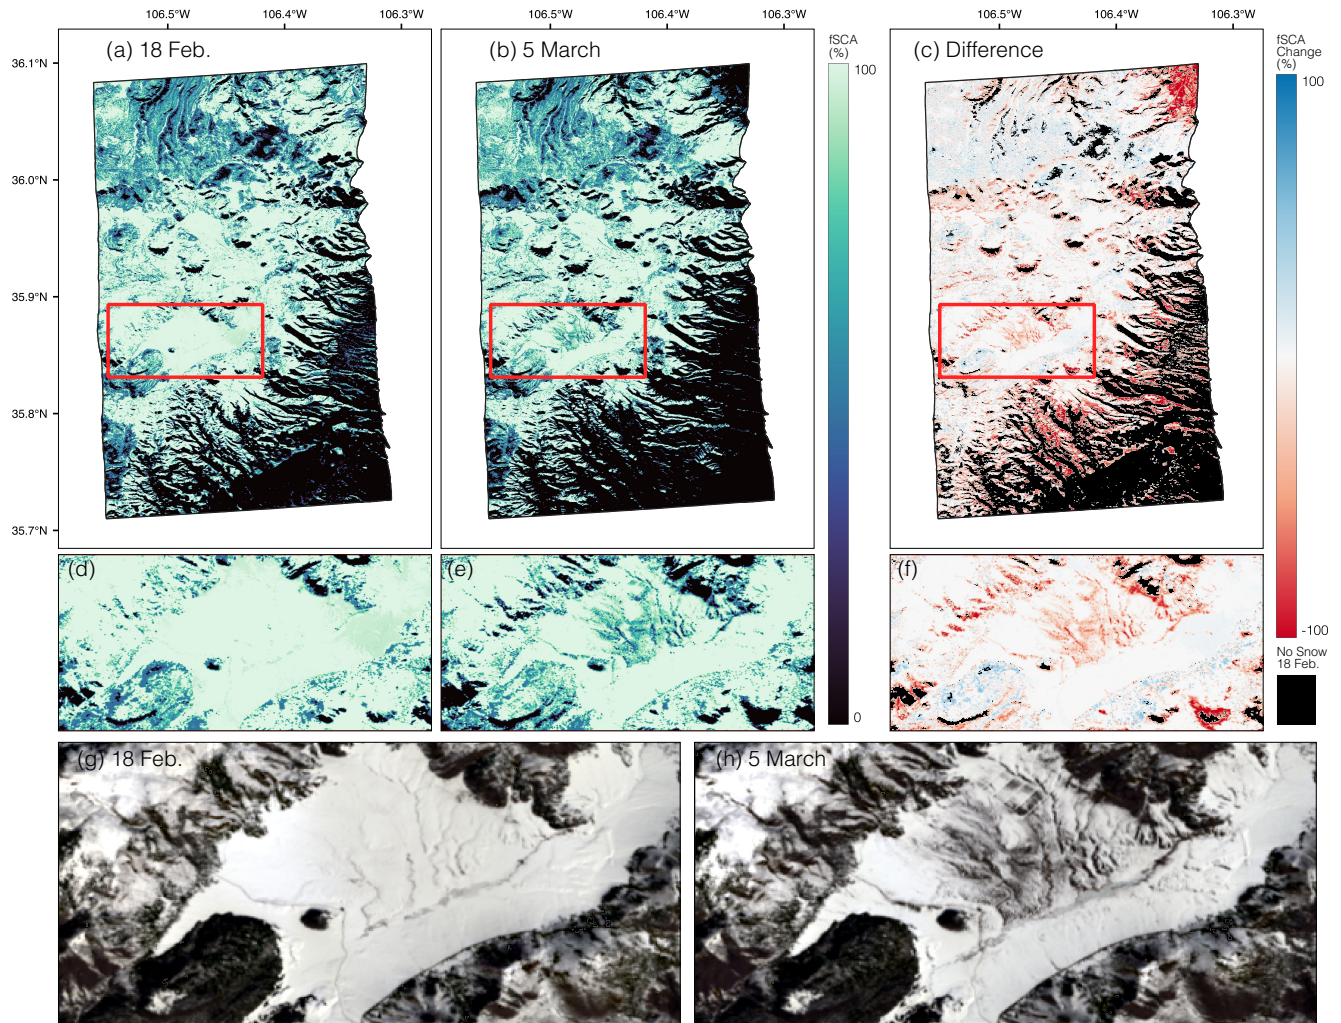 106.5°W 106.4°W 106.3°W
106.5°W 106.4°W 106.3°W
106.5°W 106.4°W 106.3°W
(a) 18 Feb.
(b) 5 March
fSCA
(%)
100
0
(c) Difference
fSCA
Change
(%)
100
-100
No Snow
18 Feb.
36.1°N
36.0°N
35.9°N
35.8°N
35.7°N
(d)
(e)
(f)
(g) 18 Feb.
(h) 5 March